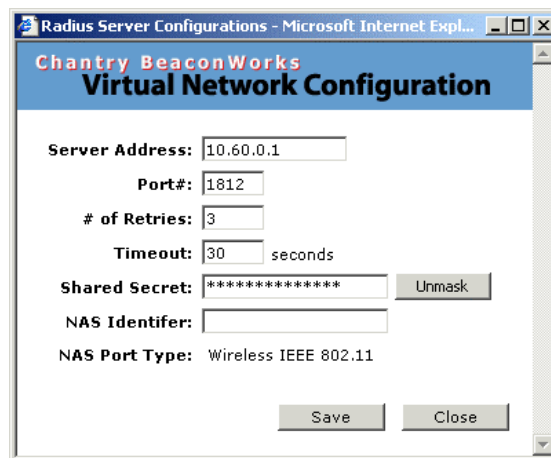 Radius Server Configurations - Microsoft Internet Expl...
Chantry BeaconWorks
Virtual Network Configuration
Server Address: 10.60.0.1
Port#: 1812
# of Retries: 3
Timeout: 30 seconds
Shared Secret: ************** Unmask
NAS Identifer:
NAS Port Type: Wireless IEEE 802.11
Save Close